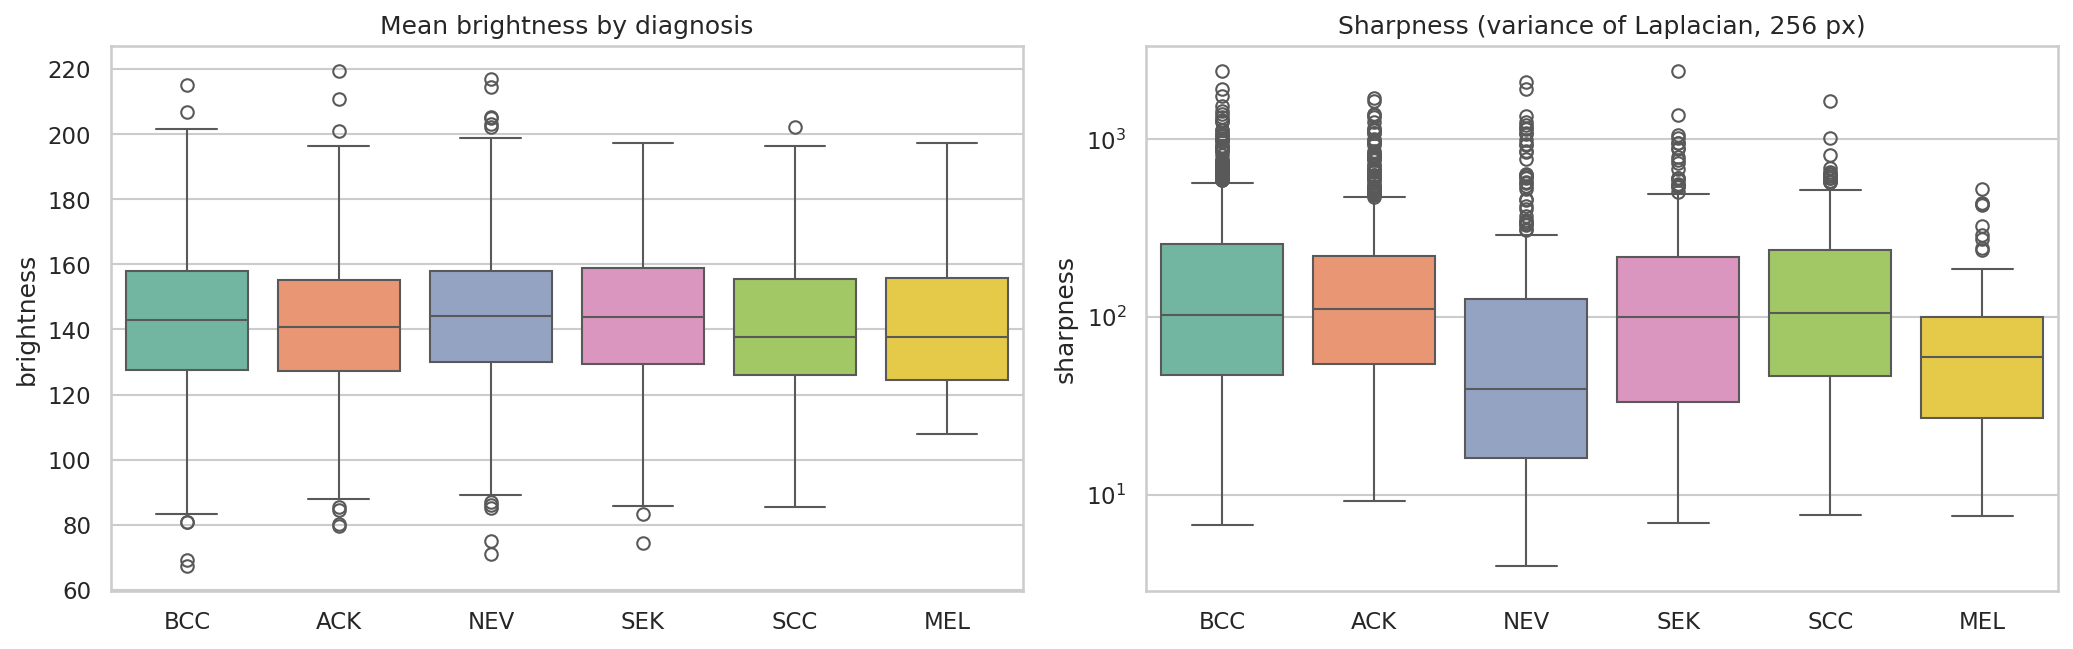 Mean brightness by diagnosis
brightness
220
200
180
160
140
120
100
80
60
BCC ACK NEV SEK SCC MEL
Sharpness (variance of Laplacian, 256 px)
sharpness
10³
10²
10¹
BCC ACK NEV SEK SCC MEL